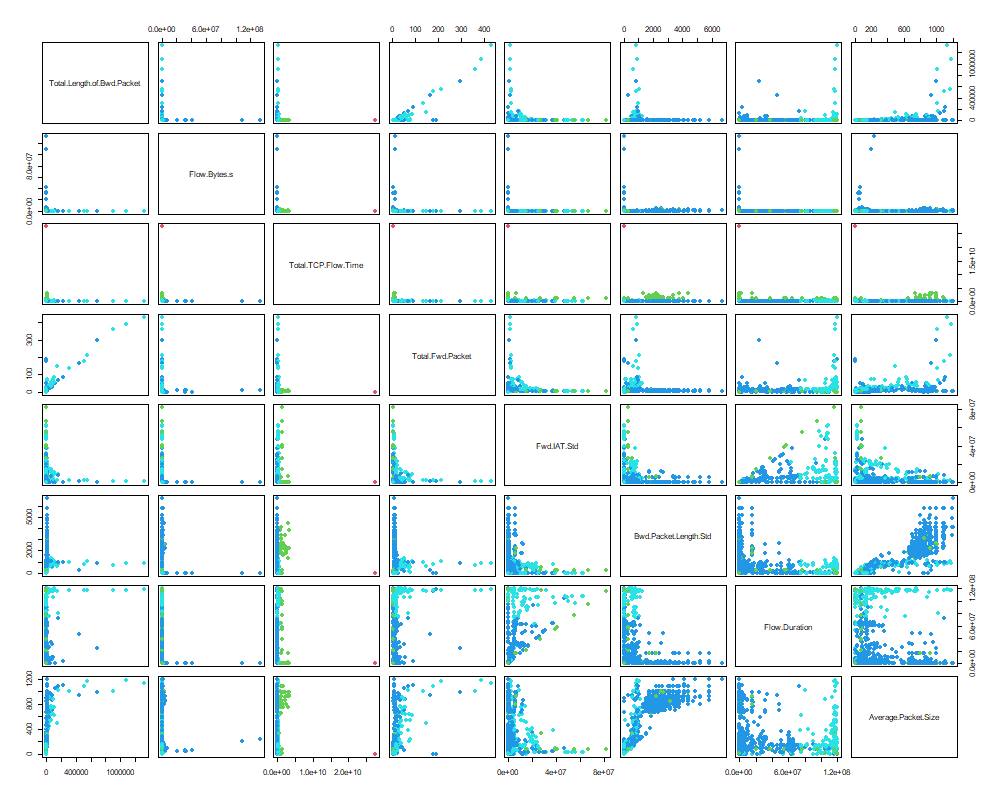 0.0e+00 6.0e+07 1.2e+08 0 100 200 300 400 0 2000 4000 6000 0 200 600 1000
Total.Length.of.Bwd.Packet 0 400000 1000000
0.0e+00 8.0e+07 Flow.Bytes.s
Total.TCP.Flow.Time 0.0e+00 1.5e+10
0 100 300 Total.Fwd.Packet
Fwd.IAT.Std 0e+00 4e+07 8e+07
0 2000 5000 Bwd.Packet.Length.Std
Flow.Duration 0.0e+00 6.0e+07 1.2e+08
0 400 800 1200 Average.Packet.Size
0 400000 1000000 0.0e+00 1.0e+10 2.0e+10 0e+00 4e+07 8e+07 0.0e+00 6.0e+07 1.2e+08